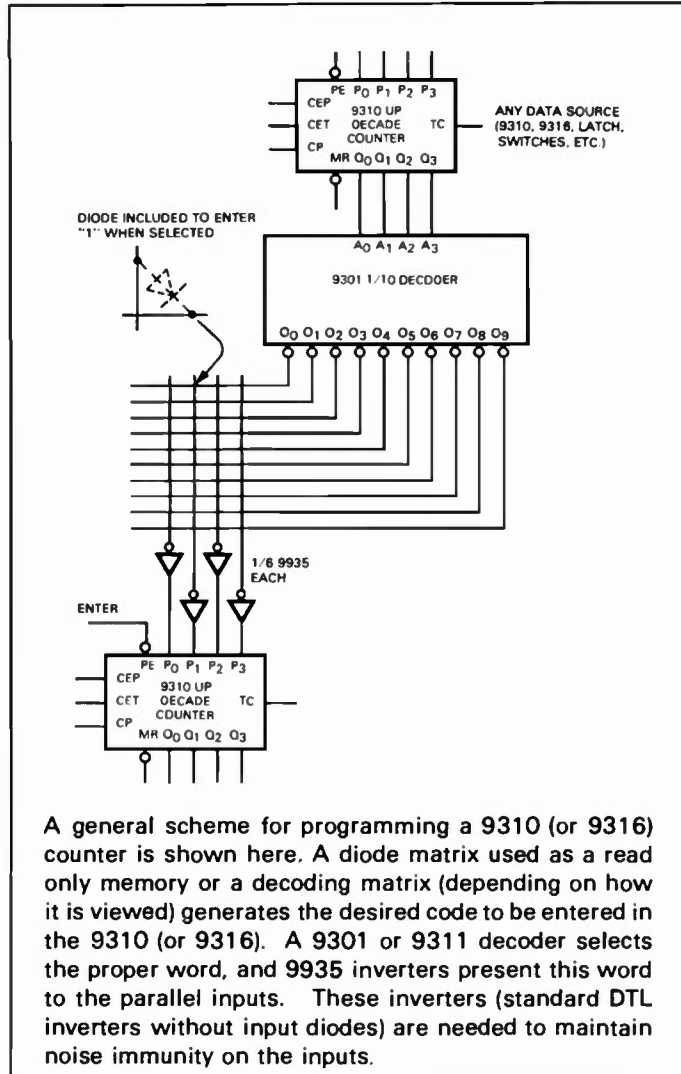 PE P0 P1 P2 P3
CEP
9310 UP
CET
DECADE
TC
COUNTER
CP
MR Q0 Q1 Q2 Q3
ANY DATA SOURCE
(9310, 9316, LATCH,
SWITCHES, ETC.)
DIODE INCLUDED TO ENTER
"1" WHEN SELECTED
A0 A1 A2 A3
9301 1/10 DECDOER
O0 O1 O2 O3 O4 O5 O6 O7 O8 O9
1/6 9935
EACH
ENTER
PE P0 P1 P2 P3
CEP
9310 UP
CET
DECADE
TC
COUNTER
CP
MR Q0 Q1 Q2 Q3
A general scheme for programming a 9310 (or 9316)
counter is shown here. A diode matrix used as a read
only memory or a decoding matrix (depending on how
it is viewed) generates the desired code to be entered in
the 9310 (or 9316). A 9301 or 9311 decoder selects
the proper word, and 9935 inverters present this word
to the parallel inputs. These inverters (standard DTL
inverters without input diodes) are needed to maintain
noise immunity on the inputs.